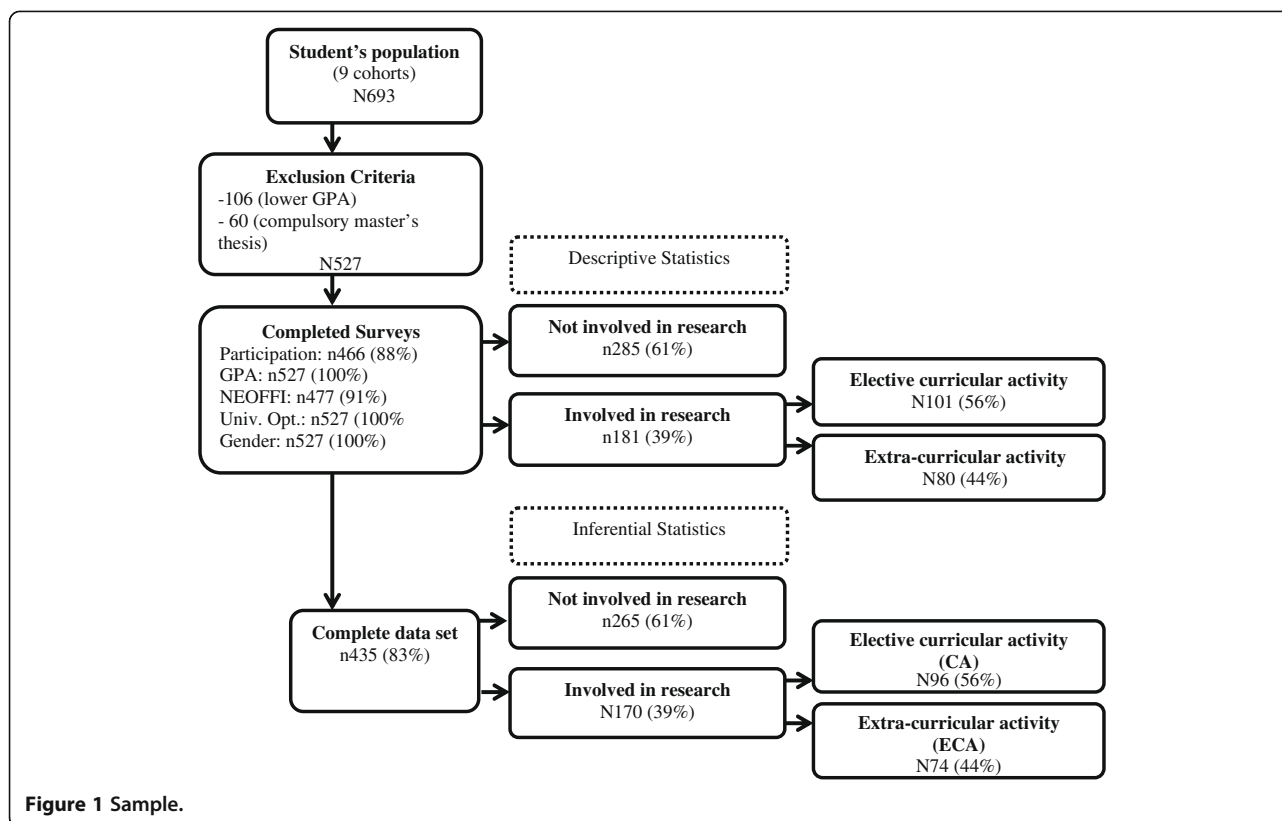 Student's population
(9 cohorts)
N693
Exclusion Criteria
-106 (lower GPA)
- 60 (compulsory master's
thesis)
N527
Descriptive Statistics
Completed Surveys
Participation: n466 (88%)
GPA: n527 (100%)
NEOFFI: n477 (91%)
Univ. Opt.: n527 (100%
Gender: n527 (100%)
Not involved in research
n285 (61%)
Involved in research
n181 (39%)
Elective curricular activity
N101 (56%)
Extra-curricular activity
N80 (44%)
Inferential Statistics
Complete data set
n435 (83%)
Not involved in research
n265 (61%)
Involved in research
N170 (39%)
Elective curricular activity
(CA)
N96 (56%)
Extra-curricular activity
(ECA)
N74 (44%)
Figure 1 Sample.